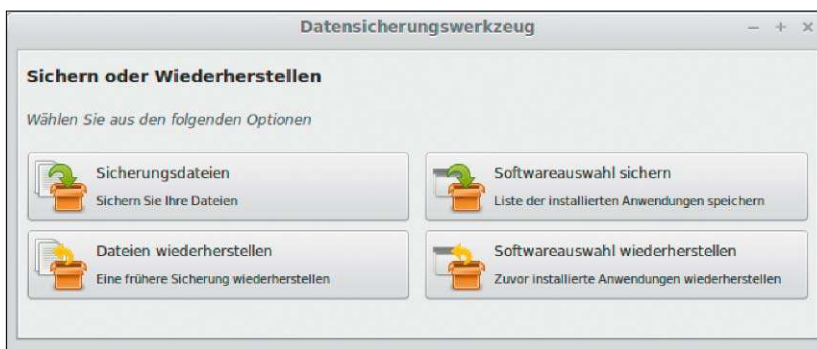 Datensicherungswerkzeug
Sichern oder Wiederherstellen
Wählen Sie aus den folgenden Optionen
Sicherungsdateien
Sichern Sie Ihre Dateien
Softwareauswahl sichern
Liste der installierten Anwendungen speichern
Dateien wiederherstellen
Eine frühere Sicherung wiederherstellen
Softwareauswahl wiederherstellen
Zuvor installierte Anwendungen wiederherstellen